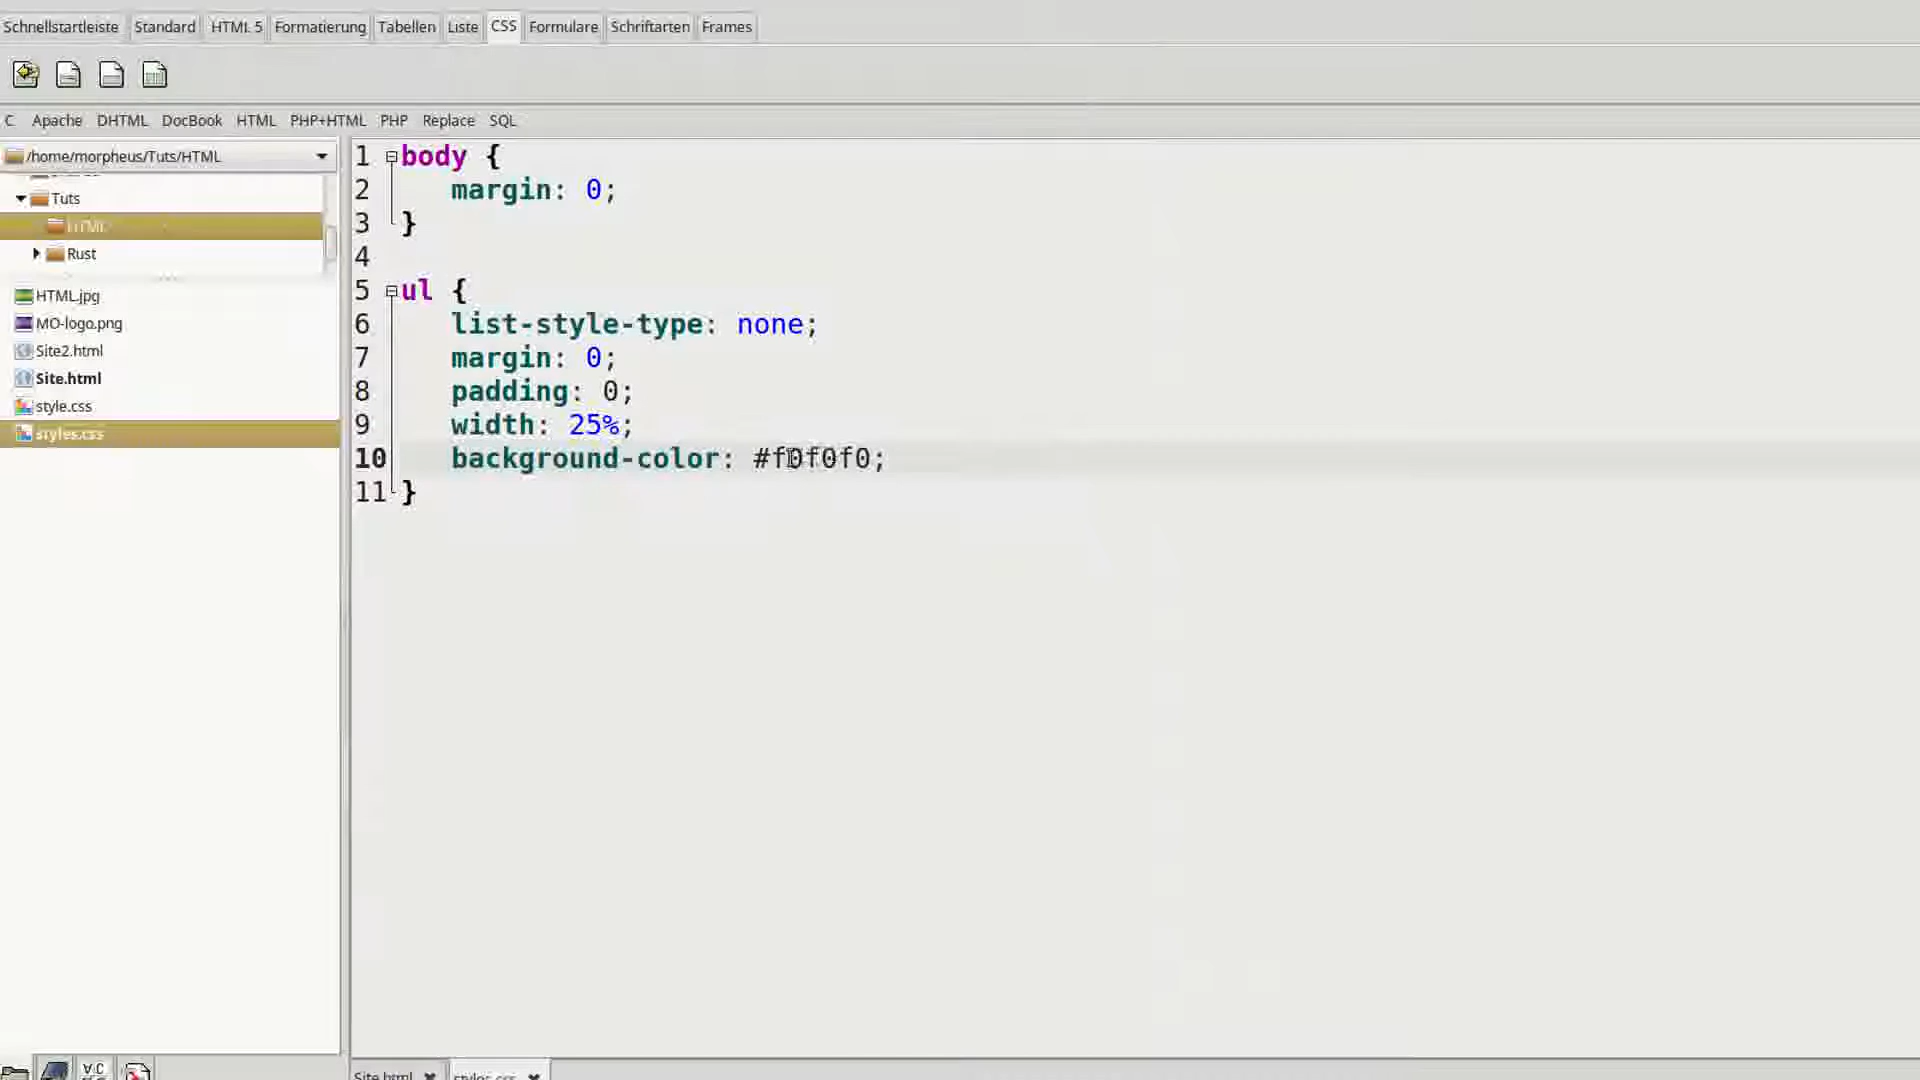 Schnellstartleiste Standard HTML 5 Formatierung Tabellen Liste CSS Formulare Schriftarten Frames
C Apache DHTML DocBook HTML PHP+HTML PHP Replace SQL
/home/morpheus/Tuts/HTML
Tuts
HTML
Rust
HTML.jpg
MO-logo.png
Site2.html
Site.html
style.css
styles.css
1 body {
2 margin: 0;
3 }
4
5 ul {
6 list-style-type: none;
7 margin: 0;
8 padding: 0;
9 width: 25%;
10 background-color: #f0f0f0;
11 }
Site.html styles.css